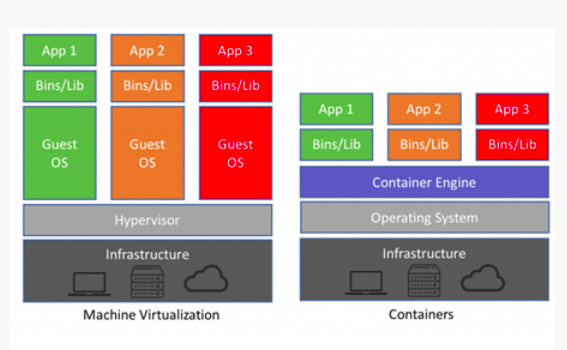 App 1
App 2
App 3
Bins/Lib
Bins/Lib
Bins/Lib
Guest
OS
Guest
OS
Guest
OS
Hypervisor
Infrastructure
Machine Virtualization
App 1
App 2
App 3
Bins/Lib
Bins/Lib
Bins/Lib
Container Engine
Operating System
Infrastructure
Containers